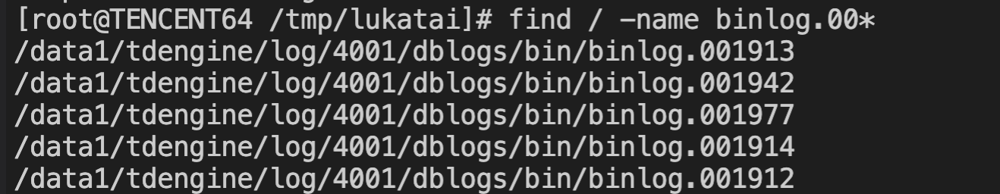 [root@TENCENT64 /tmp/lukatai]# find / -name binlog.00*
/data1/tdengine/log/4001/dblogs/bin/binlog.001913
/data1/tdengine/log/4001/dblogs/bin/binlog.001942
/data1/tdengine/log/4001/dblogs/bin/binlog.001977
/data1/tdengine/log/4001/dblogs/bin/binlog.001914
/data1/tdengine/log/4001/dblogs/bin/binlog.001912